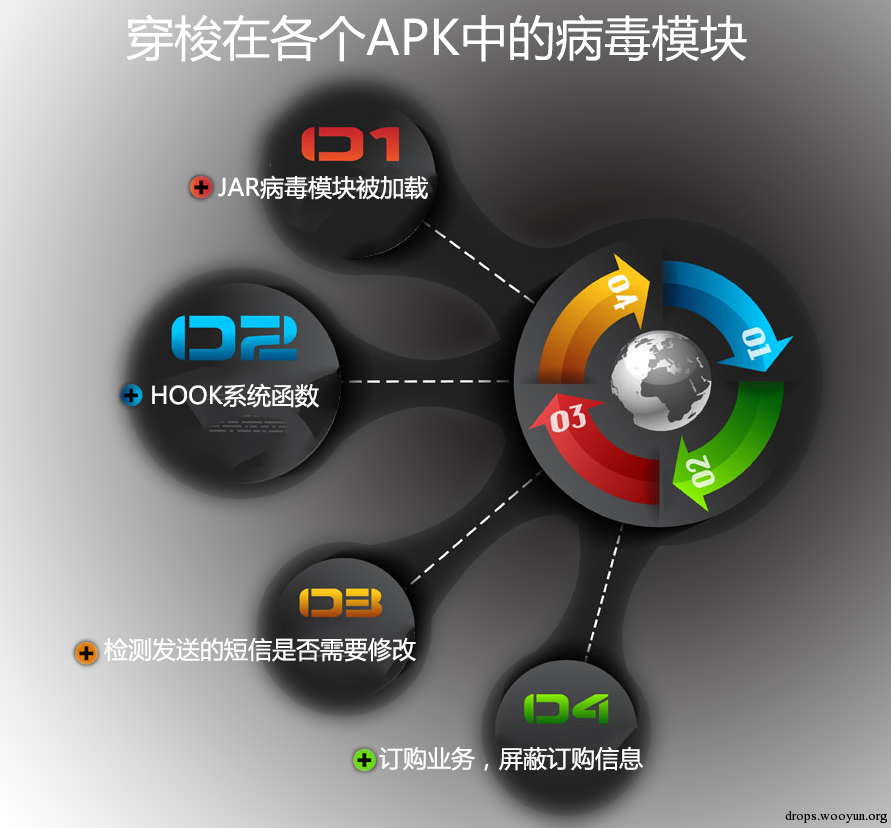 穿梭在各个APK中的病毒模块
01
JAR病毒模块被加载
02
HOOK系统函数
03
检测发送的短信是否需要修改
04
订购业务，屏蔽订购信息
04
01
03
02
drops.wooyun.org